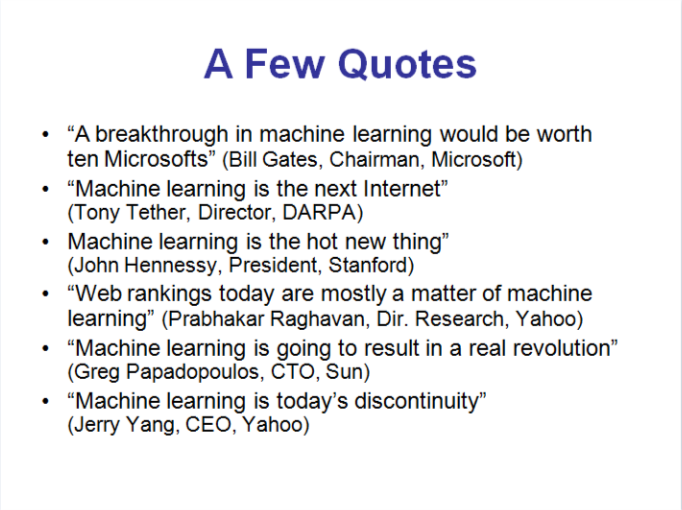 A Few Quotes
• “A breakthrough in machine learning would be worth
ten Microsofts” (Bill Gates, Chairman, Microsoft)
• “Machine learning is the next Internet”
(Tony Tether, Director, DARPA)
• Machine learning is the hot new thing”
(John Hennessy, President, Stanford)
• “Web rankings today are mostly a matter of machine
learning” (Prabhakar Raghavan, Dir. Research, Yahoo)
• “Machine learning is going to result in a real revolution”
(Greg Papadopoulos, CTO, Sun)
• “Machine learning is today’s discontinuity”
(Jerry Yang, CEO, Yahoo)